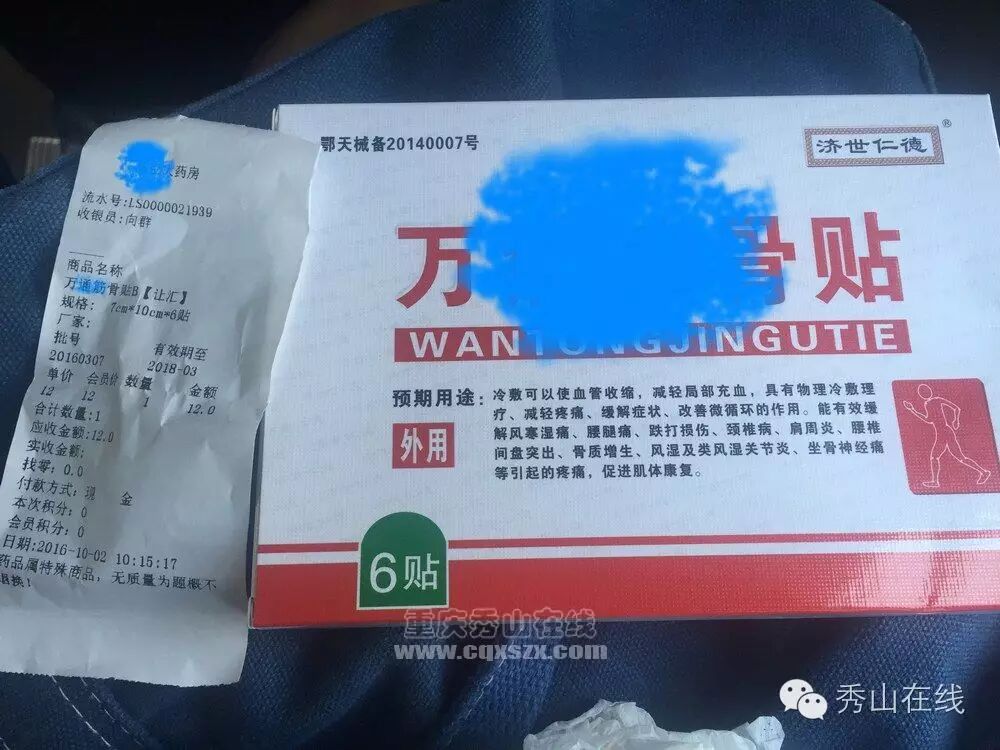 药房
流水号:LS0000021939
收银员:向群
商品名称
万通筋骨贴B【让汇】
规格: 7cm*10cm*6贴
厂家:
批号 有效期至
20160307 2018-03
单价 会员价 数量 金额
12 12 1 12.0
合计数量:1
应收金额:12.0
实收金额:
找零:0.0
付款方式:现 金
本次积分:0
会员积分:0
日期:2016-10-02 10:15:17
药品属特殊商品，无质量为题概不
退换!
鄂天械备20140007号
济世仁德®
万 骨贴
WANTONGJINGUTIE
预期用途:
外用
冷敷可以使血管收缩，减轻局部充血，具有物理冷敷理
疗、减轻疼痛、缓解症状、改善微循环的作用。能有效缓
解风寒湿痛、腰腿痛、跌打损伤、颈椎病、肩周炎、腰椎
间盘突出、骨质增生、风湿及类风湿关节炎、坐骨神经痛
等引起的疼痛，促进肌体康复。
6贴
重庆秀山在线
www.cqxszx.com
秀山在线